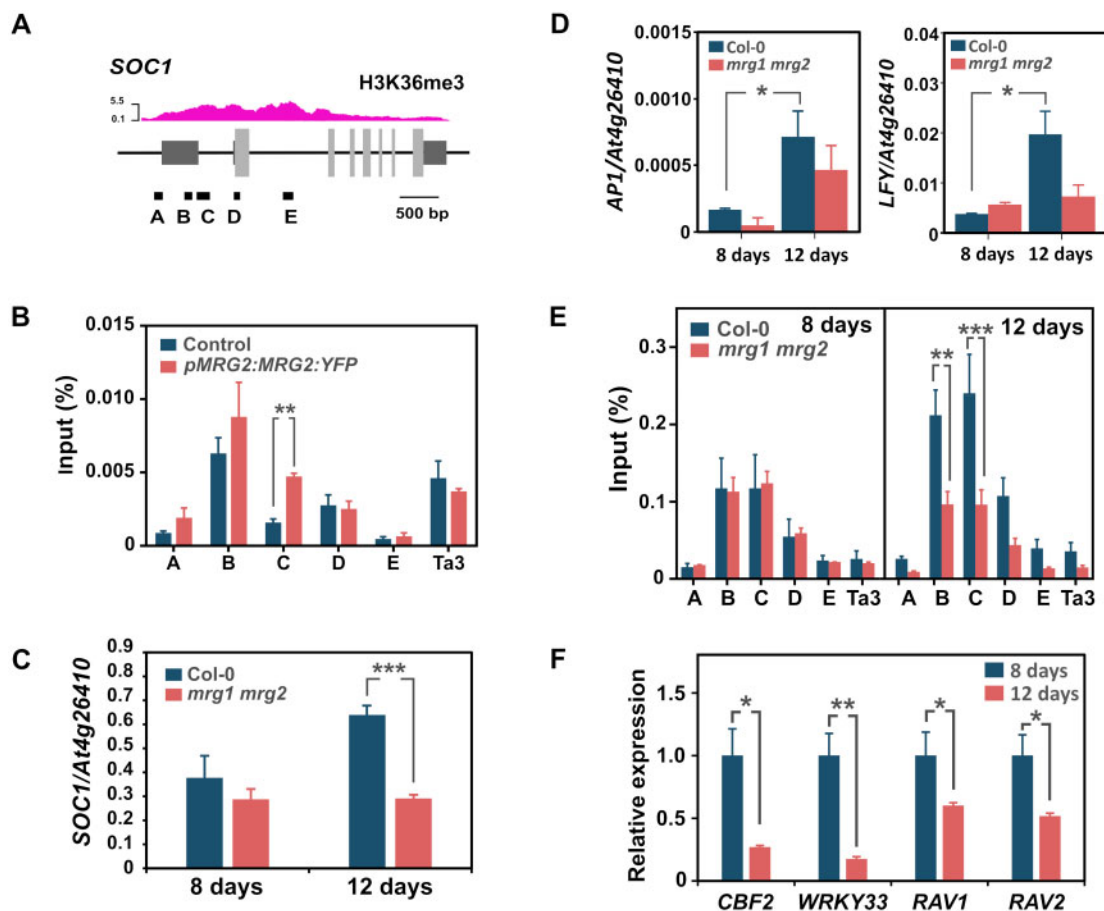 A
SOC1
H3K36me3
5.5
0.1
A B C D E
500 bp
B
Input (%)
0.015
0.010
0.005
0
Control
pMRG2:MRG2:YFP
**
A B C D E Ta3
C
SOC1/At4g26410
0.9
0.8
0.7
0.6
0.5
0.4
0.3
0.2
0.1
0
Col-0
mrg1 mrg2
***
8 days 12 days
D
AP1/At4g26410
0.0015
0.0010
0.0005
0
Col-0
mrg1 mrg2
*
8 days 12 days
LFY/At4g26410
0.04
0.03
0.02
0.01
0.0
Col-0
mrg1 mrg2
*
8 days 12 days
E
Input (%)
0.3
0.2
0.1
0
Col-0
mrg1 mrg2
8 days
12 days
** ***
A B C D E Ta3 A B C D E Ta3
F
Relative expression
1.5
1.0
0.5
0
8 days
12 days
* ** * *
CBF2 WRKY33 RAV1 RAV2